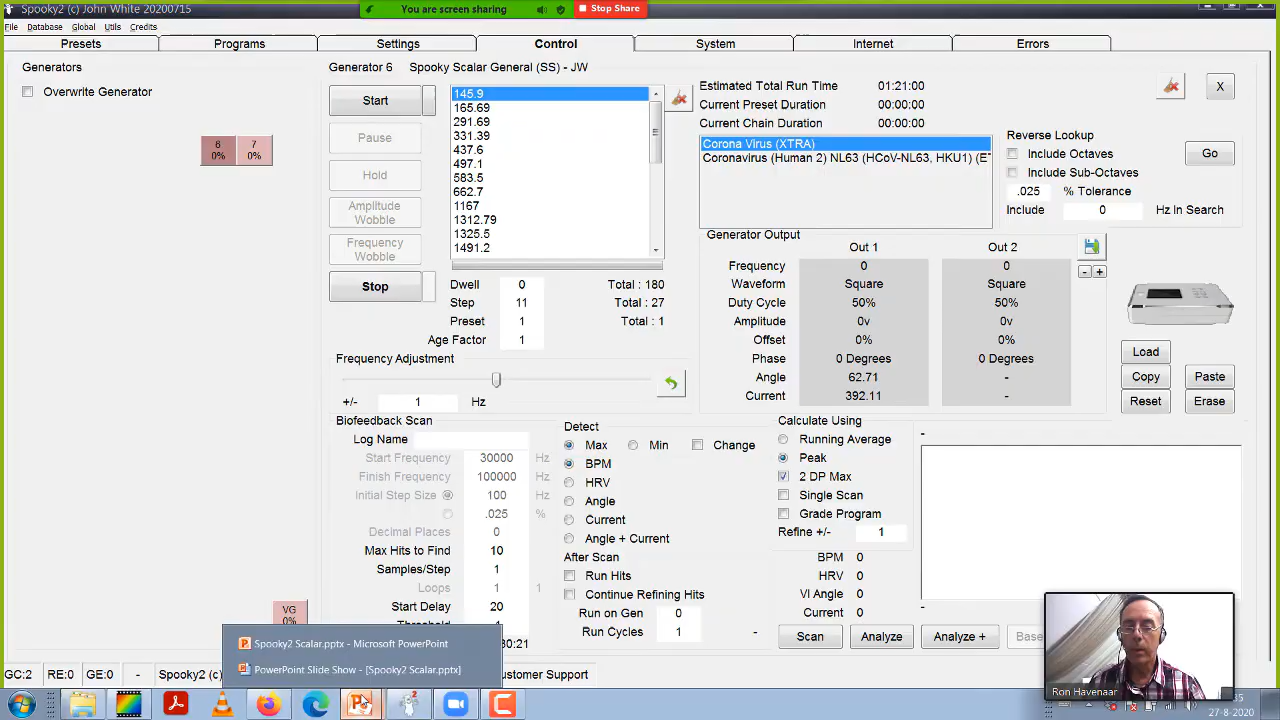 Spooky2 (c) John White 20200715
You are screen sharing
Stop Share
File Database Global Utils Credits
Presets Programs Settings Control System Internet Errors
Generators
Overwrite Generator
6
0%
7
0%
VG
0%
Generator 6 Spooky Scalar General (SS) - JW
Start
Pause
Hold
Amplitude
Wobble
Frequency
Wobble
Stop
145.9
165.69
291.69
331.39
437.6
497.1
583.5
662.7
1167
1312.79
1325.5
1491.2
Dwell 0 Total : 180
Step 11 Total : 27
Preset 1 Total : 1
Age Factor 1
Frequency Adjustment
+/- 1 Hz
Estimated Total Run Time 01:21:00
Current Preset Duration 00:00:00
Current Chain Duration 00:00:00
X
Corona Virus (XTRA)
Coronavirus (Human 2) NL63 (HCoV-NL63, HKU1) (E
Reverse Lookup
Include Octaves
Go
Include Sub-Octaves
.025 % Tolerance
Include 0 Hz In Search
Generator Output
Out 1 Out 2
- +
Frequency 0 0
Waveform Square Square
Duty Cycle 50% 50%
Amplitude 0v 0v
Offset 0% 0%
Phase 0 Degrees 0 Degrees
Angle 62.71 -
Current 392.11 -
Load
Copy Paste
Reset Erase
Biofeedback Scan
Log Name
Start Frequency 30000 Hz
Finish Frequency 100000 Hz
Initial Step Size 100 Hz
.025 %
Decimal Places 0
Max Hits to Find 10
Samples/Step 1
Loops 1 1
Start Delay 20
Detect
Max Min Change
BPM
HRV
Angle
Current
Angle + Current
After Scan
Run Hits
Continue Refining Hits
Run on Gen 0
Run Cycles 1 -
Calculate Using
Running Average
Peak
2 DP Max
Single Scan
Grade Program
Refine +/- 1
BPM 0
HRV 0
VI Angle 0
Current 0
-
-
Scan Analyze Analyze + Base
Spooky2 Scalar.pptx - Microsoft PowerPoint
PowerPoint Slide Show - [Spooky2 Scalar.pptx]
30:21
GC:2 RE:0 GE:0 - Spooky2 (c) ustomer Support
Ron Havenaar
27-8-2020